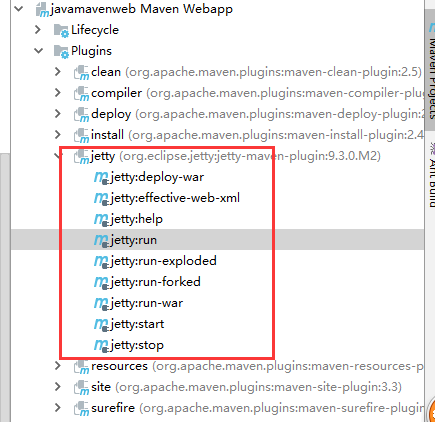 javamavenweb Maven Webapp
Lifecycle
Plugins
clean (org.apache.maven.plugins:maven-clean-plugin:2.5)
compiler (org.apache.maven.plugins:maven-compiler-plu
deploy (org.apache.maven.plugins:maven-deploy-plugin:2
install (org.apache.maven.plugins:maven-install-plugin:2.4
jetty (org.eclipse.jetty:jetty-maven-plugin:9.3.0.M2)
jetty:deploy-war
jetty:effective-web-xml
jetty:help
jetty:run
jetty:run-exploded
jetty:run-forked
jetty:run-war
jetty:start
jetty:stop
resources (org.apache.maven.plugins:maven-resources-p
site (org.apache.maven.plugins:maven-site-plugin:3.3)
surefire (org.apache.maven.plugins:maven-surefire-plugin
Maven Projects
Ant Build